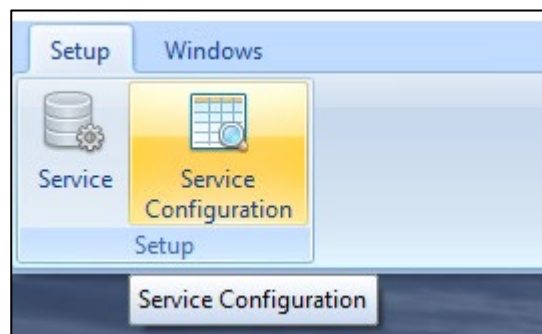 Setup Windows
Service
Service
Configuration
Setup
Service Configuration